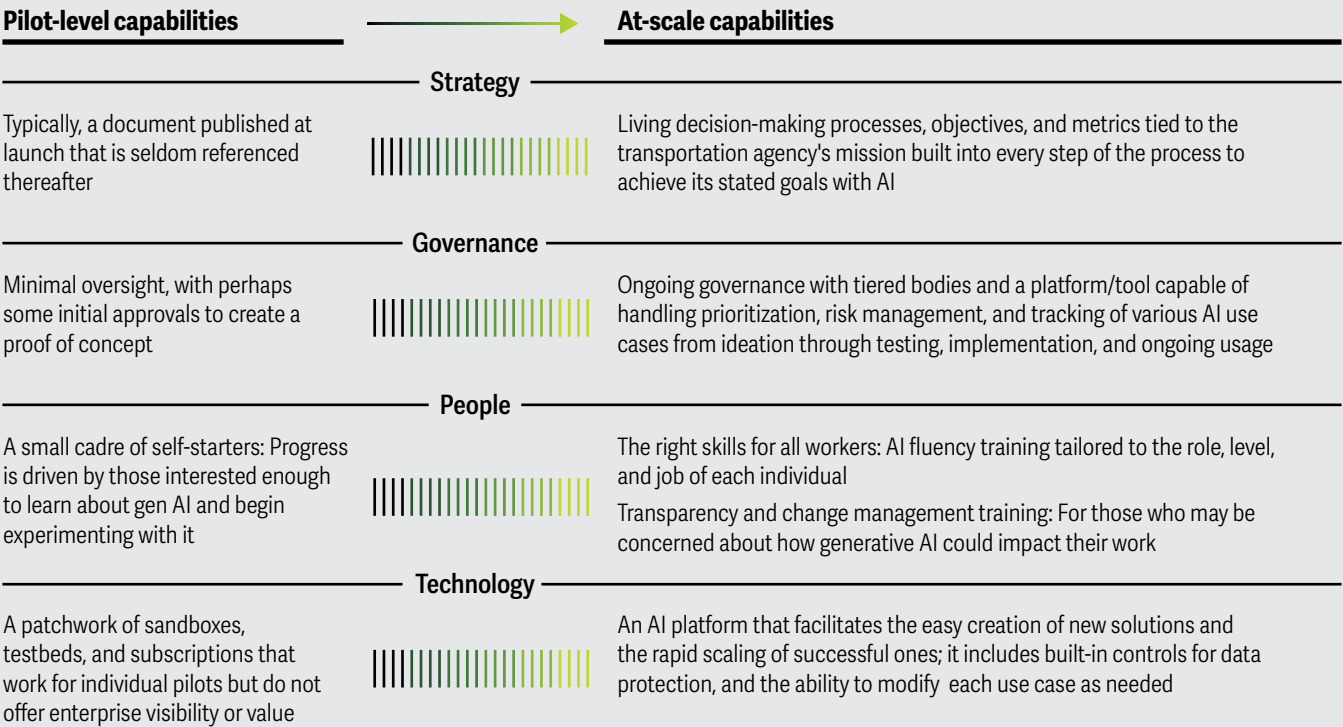 Pilot-level capabilities
At-scale capabilities
Strategy
Typically, a document published at
launch that is seldom referenced
thereafter
Living decision-making processes, objectives, and metrics tied to the
transportation agency's mission built into every step of the process to
achieve its stated goals with AI
Governance
Minimal oversight, with perhaps
some initial approvals to create a
proof of concept
Ongoing governance with tiered bodies and a platform/tool capable of
handling prioritization, risk management, and tracking of various AI use
cases from ideation through testing, implementation, and ongoing usage
People
A small cadre of self-starters: Progress
is driven by those interested enough
to learn about gen AI and begin
experimenting with it
The right skills for all workers: AI fluency training tailored to the role, level,
and job of each individual
Transparency and change management training: For those who may be
concerned about how generative AI could impact their work
Technology
A patchwork of sandboxes,
testbeds, and subscriptions that
work for individual pilots but do not
offer enterprise visibility or value
An AI platform that facilitates the easy creation of new solutions and
the rapid scaling of successful ones; it includes built-in controls for data
protection, and the ability to modify each use case as needed